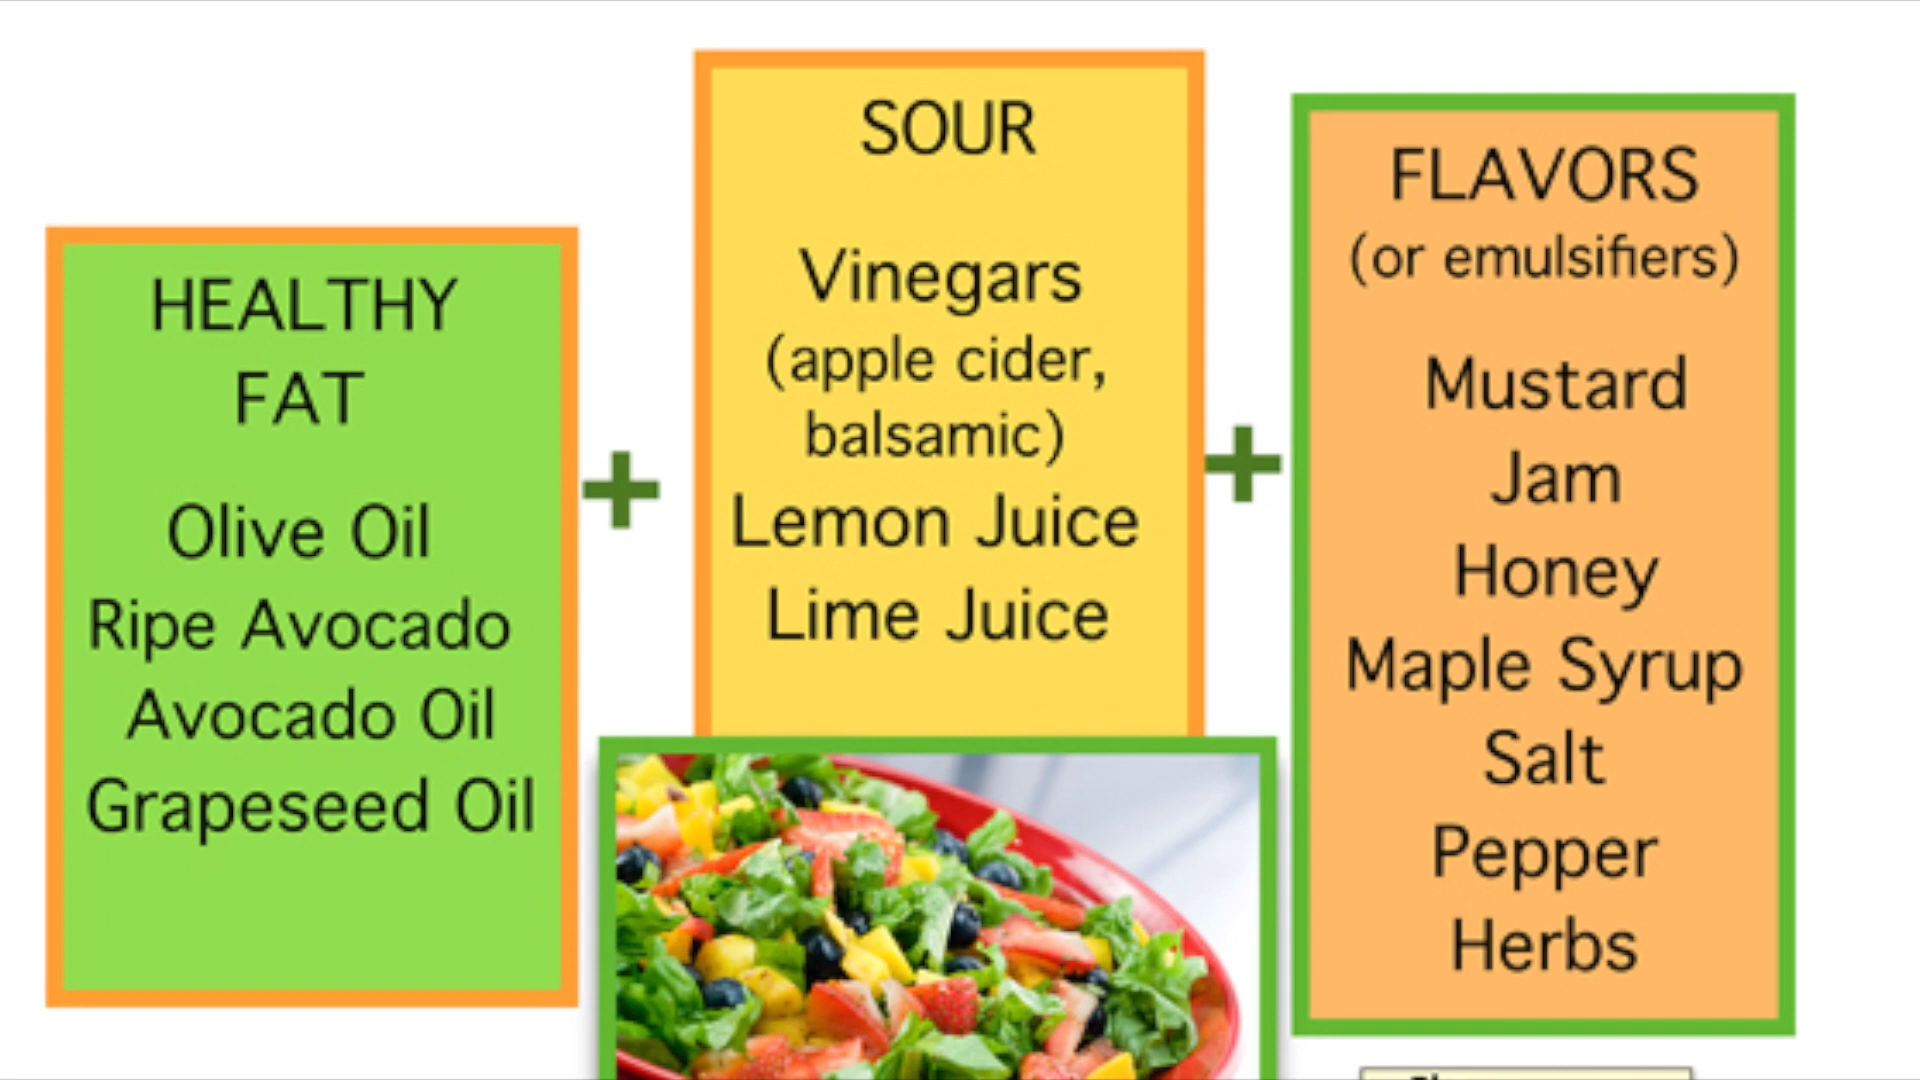 HEALTHY
FAT
Olive Oil
Ripe Avocado
Avocado Oil
Grapeseed Oil
+
SOUR
Vinegars
(apple cider,
balsamic)
Lemon Juice
Lime Juice
+
FLAVORS
(or emulsifiers)
Mustard
Jam
Honey
Maple Syrup
Salt
Pepper
Herbs